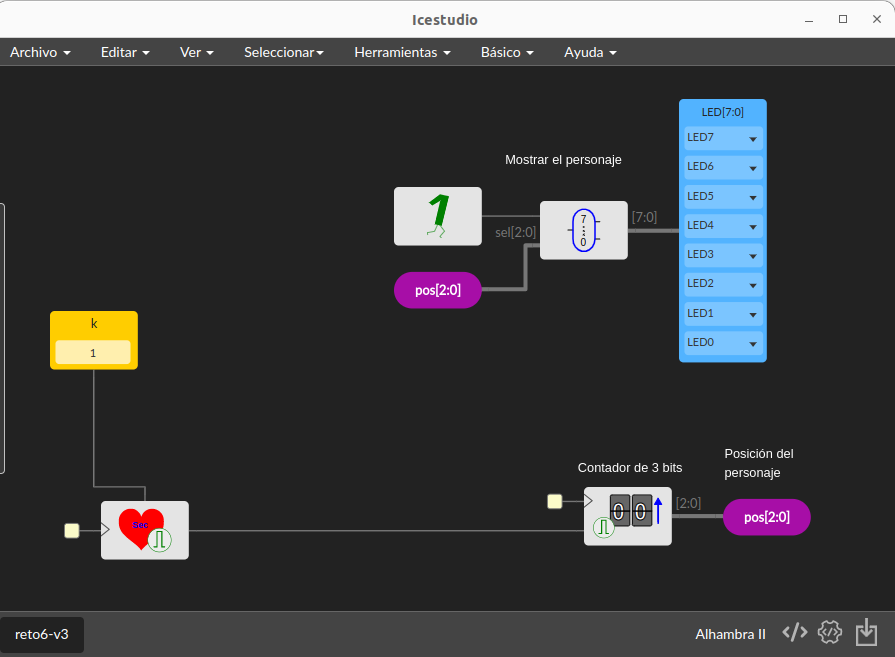 Icestudio
Archivo Editar Ver Seleccionar Herramientas Básico Ayuda
LED[7:0]
LED7
LED6
LED5
LED4
LED3
LED2
LED1
LED0
Mostrar el personaje
1
sel[2:0]
7
0
[7:0]
pos[2:0]
k
1
Contador de 3 bits
Posición del
personaje
Sec
0 0
[2:0]
pos[2:0]
reto6-v3
Alhambra II